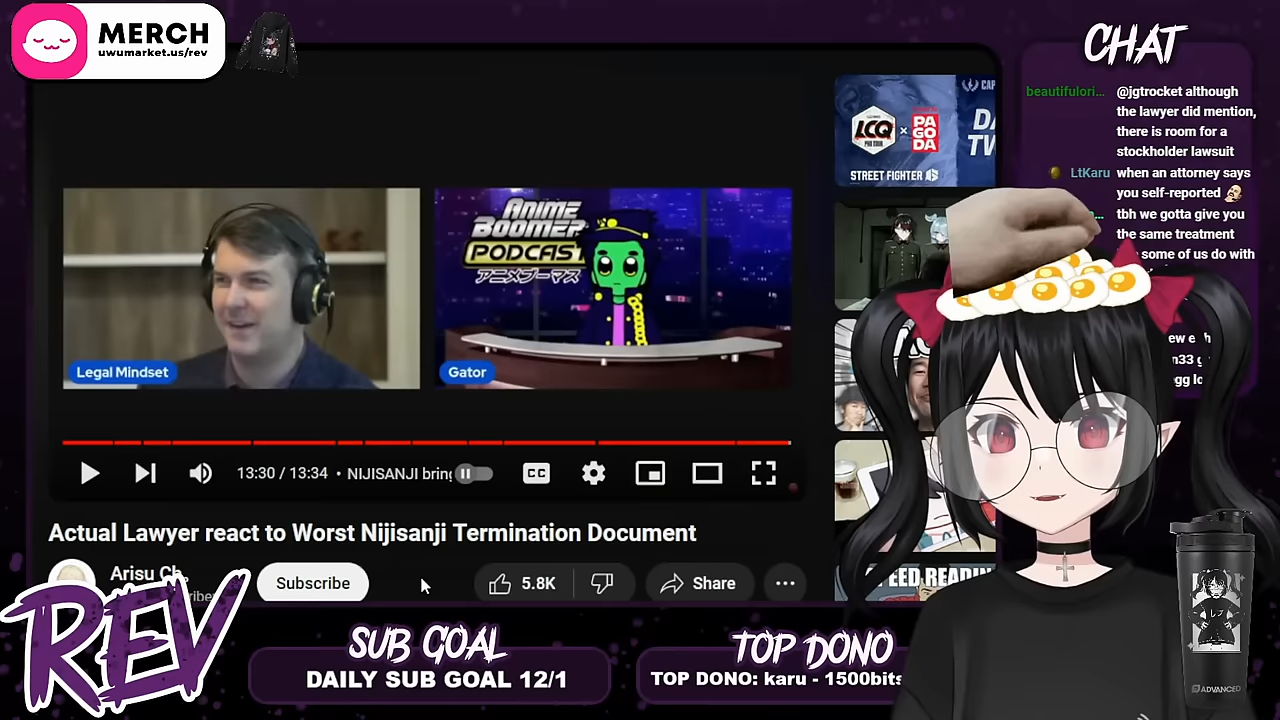 MERCH
uwumarket.us/rev
CHAT
beautifulori... @jgtrocket although
the lawyer did mention,
there is room for a
stockholder lawsuit
LtKaru when an attorney says
you self-reported
tbh we gotta give you
the same treatment
some of us do with
LCQ × PAGODA
STREET FIGHTER 6
ANIME
BOOMER
PODCAST
アニメブーマス
Legal Mindset
Gator
13:30 / 13:34 • NIJISANJI bring
CC
Actual Lawyer react to Worst Nijisanji Termination Document
Arisu Ch.
Subscribe
5.8K
Share
REV
SUB GOAL
DAILY SUB GOAL 12/1
TOP DONO
TOP DONO: karu - 1500bits
レブ
ADVANCED